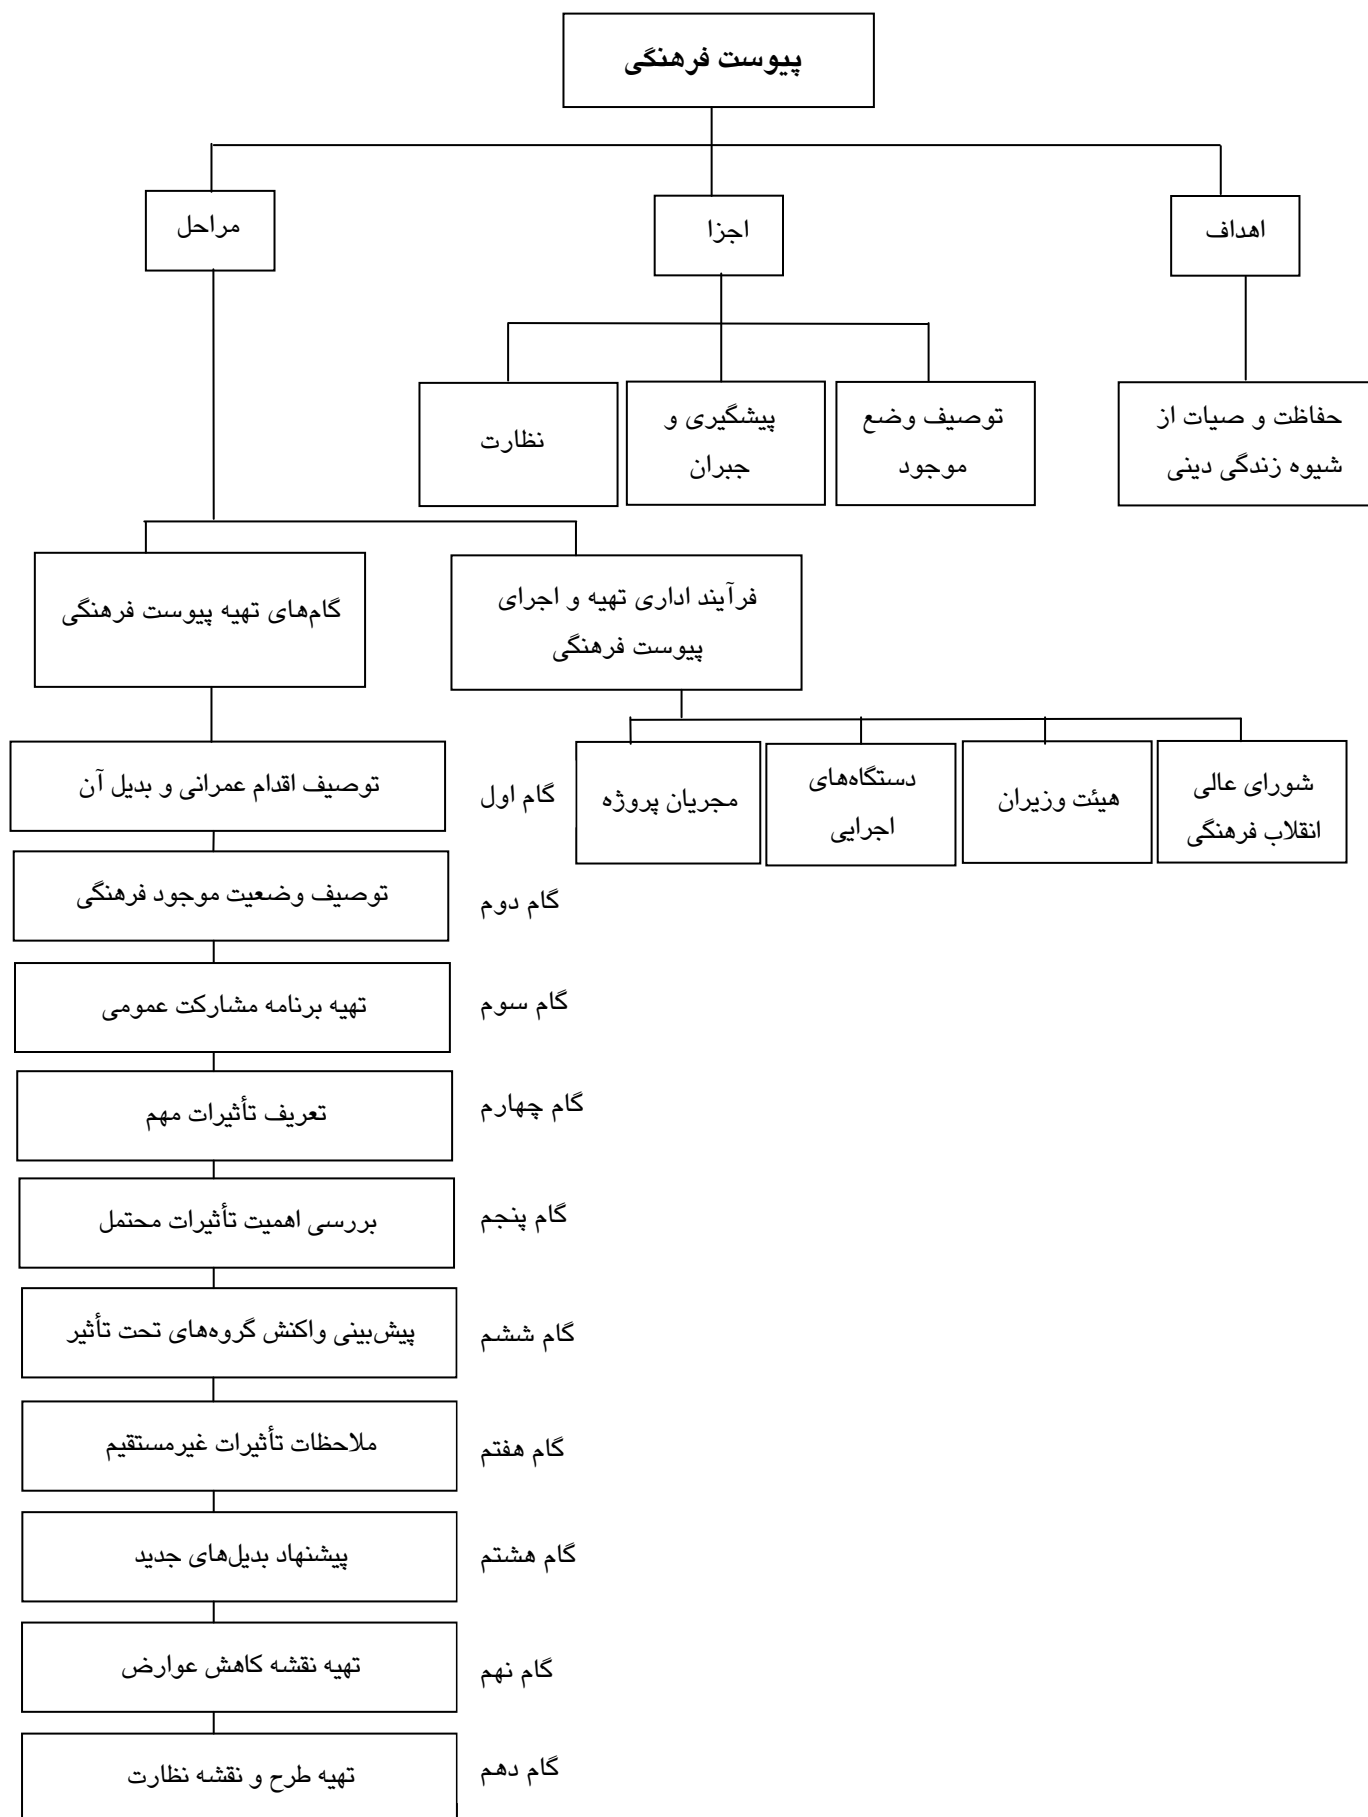 پیوست فرهنگی
اهداف
اجزا
مراحل
حفاظت و صیات از
شیوه زندگی دینی
توصیف وضع
موجود
پیشگیری و
جبران
نظارت
فرآیند اداری تهیه و اجرای
پیوست فرهنگی
گام‌های تهیه پیوست فرهنگی
شورای عالی
انقلاب فرهنگی
هیئت وزیران
دستگاه‌های
اجرایی
مجریان پروژه
گام اول
توصیف اقدام عمرانی و بدیل آن
گام دوم
توصیف وضعیت موجود فرهنگی
گام سوم
تهیه برنامه مشارکت عمومی
گام چهارم
تعریف تأثیرات مهم
گام پنجم
بررسی اهمیت تأثیرات محتمل
گام ششم
پیش‌بینی واکنش گروه‌های تحت تأثیر
گام هفتم
ملاحظات تأثیرات غیرمستقیم
گام هشتم
پیشنهاد بدیل‌های جدید
گام نهم
تهیه نقشه کاهش عوارض
گام دهم
تهیه طرح و نقشه نظارت